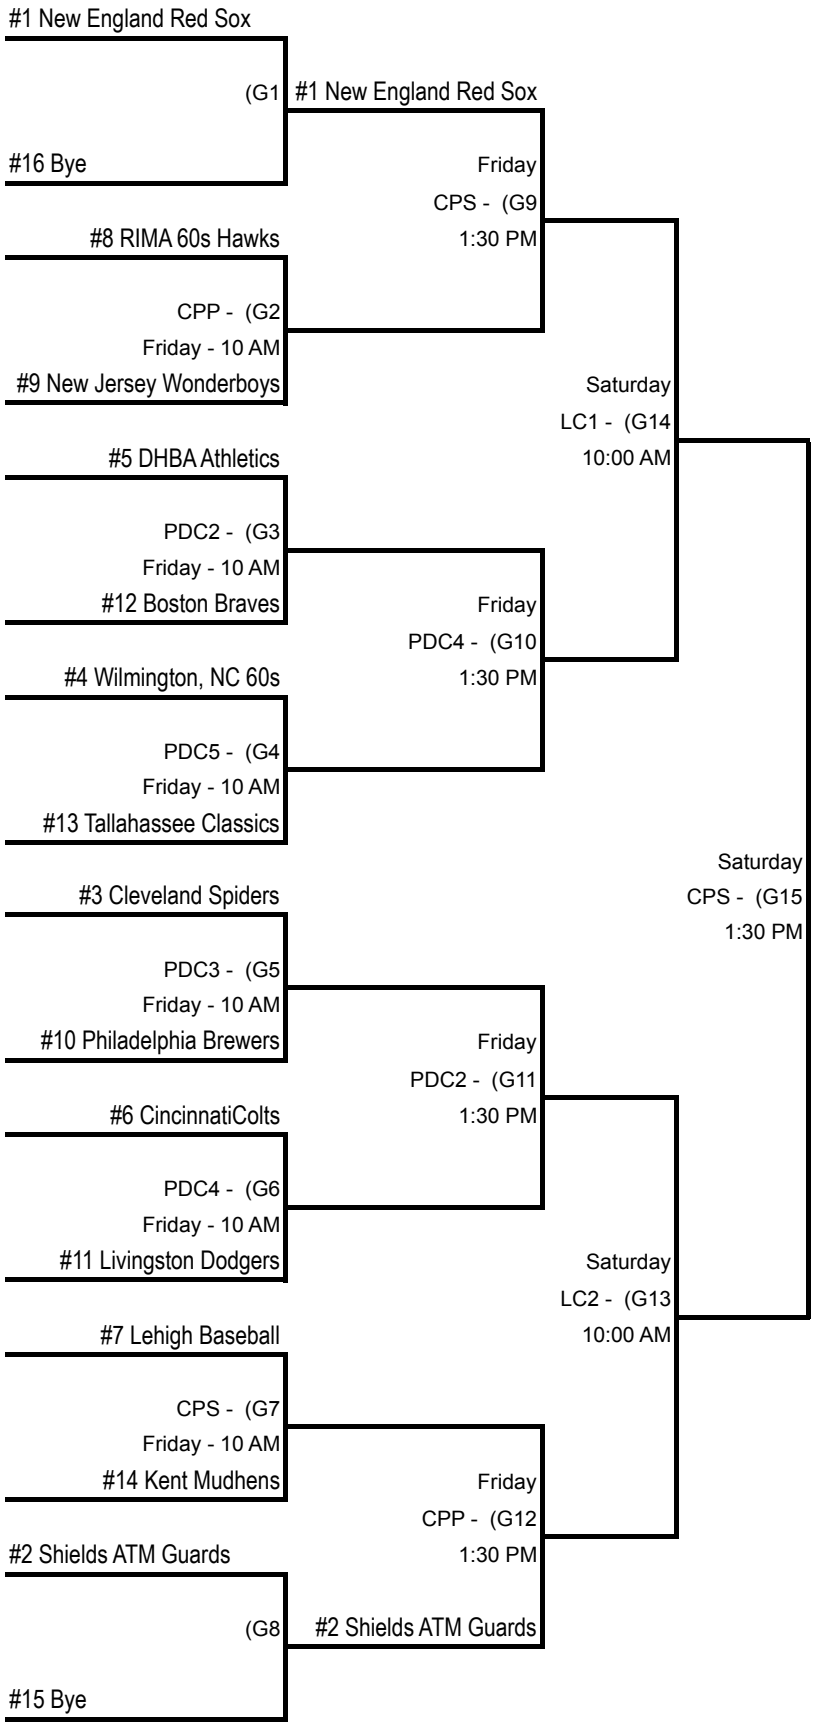 #1 New England Red Sox
(G1
#1 New England Red Sox
#16 Bye
Friday
CPS -  (G9
1:30 PM
#8 RIMA 60s Hawks
CPP -  (G2
Friday - 10 AM
#9 New Jersey Wonderboys
Saturday
LC1 -  (G14
10:00 AM
#5 DHBA Athletics
PDC2 -  (G3
Friday - 10 AM
#12 Boston Braves
Friday
PDC4 -  (G10
1:30 PM
#4 Wilmington, NC 60s
PDC5 -  (G4
Friday - 10 AM
#13 Tallahassee Classics
Saturday
CPS -  (G15
1:30 PM
#3 Cleveland Spiders
PDC3 -  (G5
Friday - 10 AM
#10 Philadelphia Brewers
Friday
PDC2 -  (G11
1:30 PM
#6 CincinnatiColts
PDC4 -  (G6
Friday - 10 AM
#11 Livingston Dodgers
Saturday
LC2 -  (G13
10:00 AM
#7 Lehigh Baseball
CPS -  (G7
Friday - 10 AM
#14 Kent Mudhens
Friday
CPP -  (G12
1:30 PM
#2 Shields ATM Guards
(G8
#2 Shields ATM Guards
#15 Bye